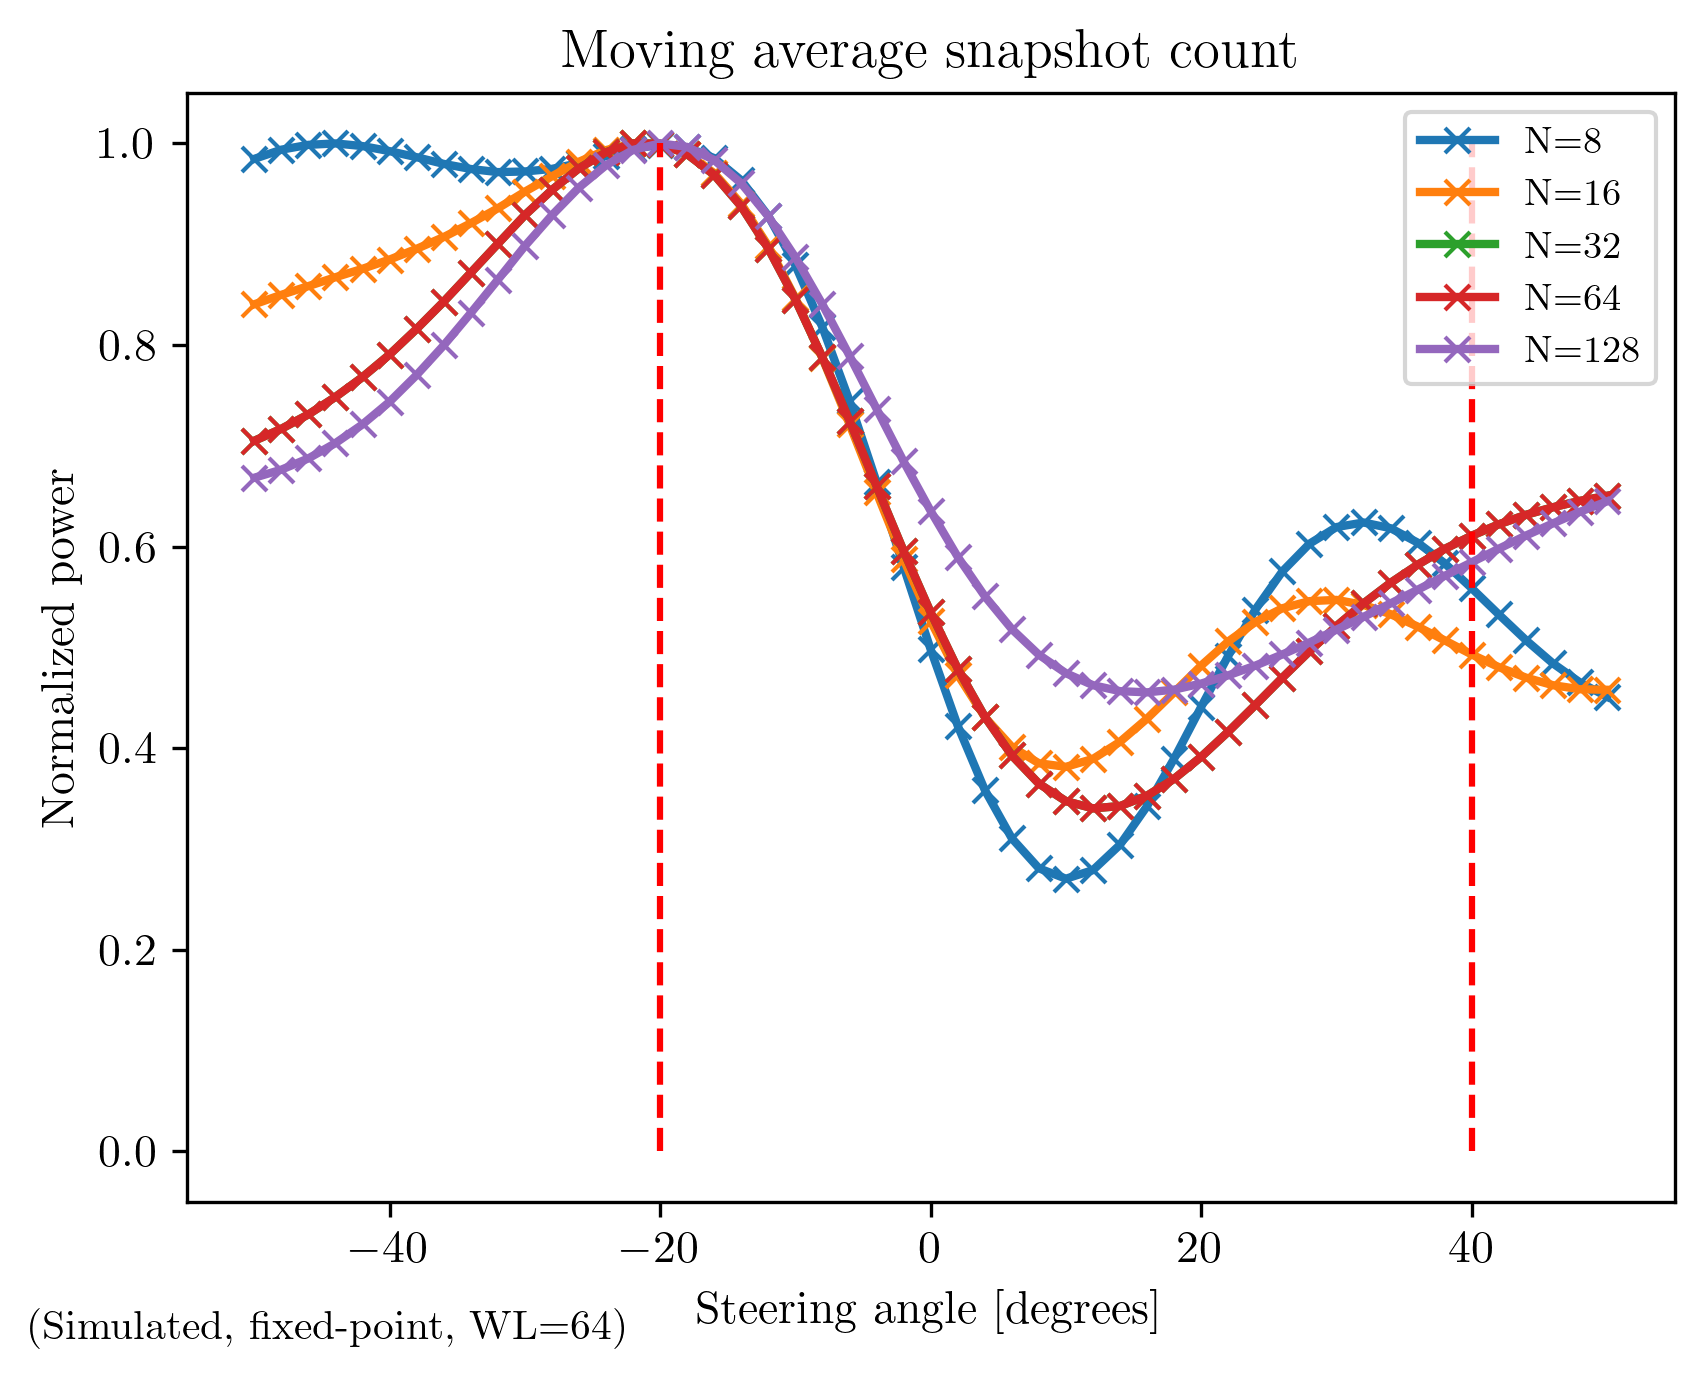 Moving average snapshot count
N=8
N=16
N=32
N=64
N=128
1.0
0.8
0.6
0.4
0.2
0.0
Normalized power
−40
−20
0
20
40
Steering angle [degrees]
(Simulated, fixed-point, WL=64)